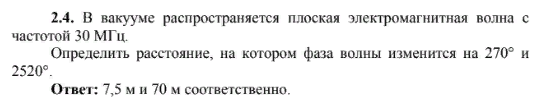 2.4. В вакууме распространяется плоская электромагнитная волна с
частотой 30 МГц.
Определить расстояние, на котором фаза волны изменится на 270° и
2520°.
Ответ: 7,5 м и 70 м соответственно.